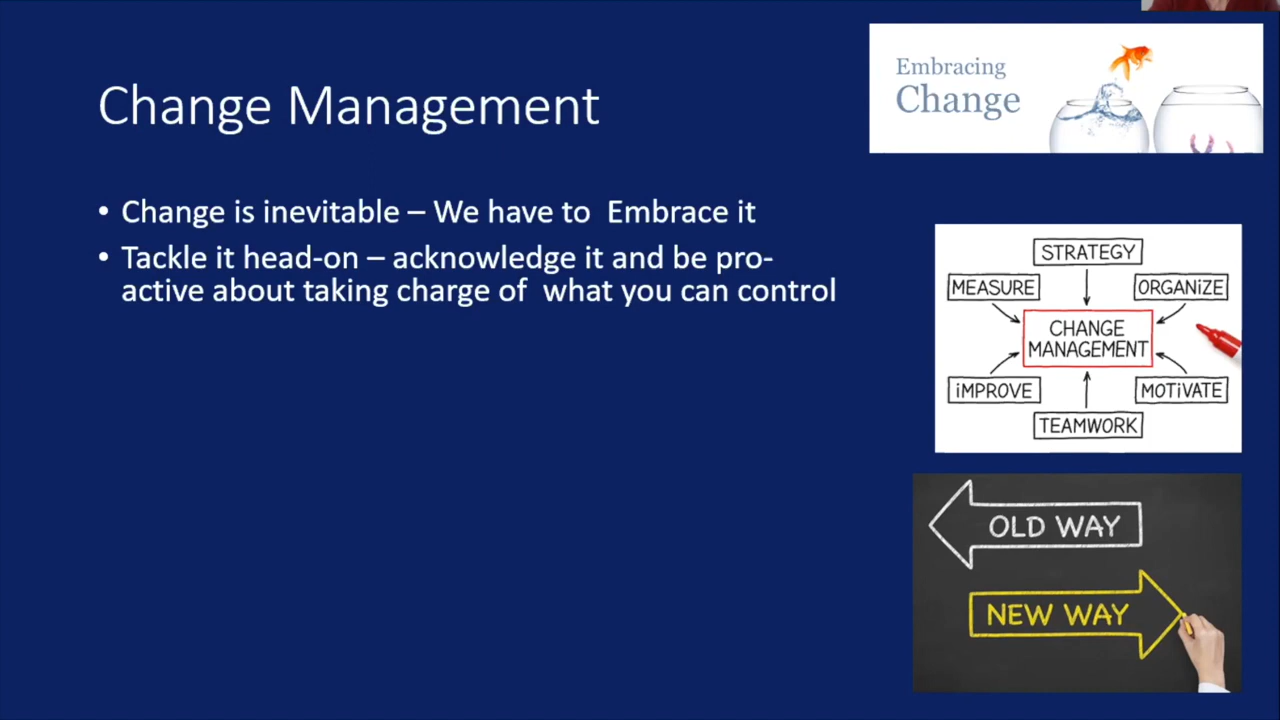 Change Management
• Change is inevitable – We have to  Embrace it
• Tackle it head-on – acknowledge it and be pro-
active about taking charge of  what you can control
Embracing
Change
STRATEGY
MEASURE
ORGANiZE
CHANGE
MANAGEMENT
iMPROVE
MOTiVATE
TEAMWORK
OLD WAY
NEW WAY